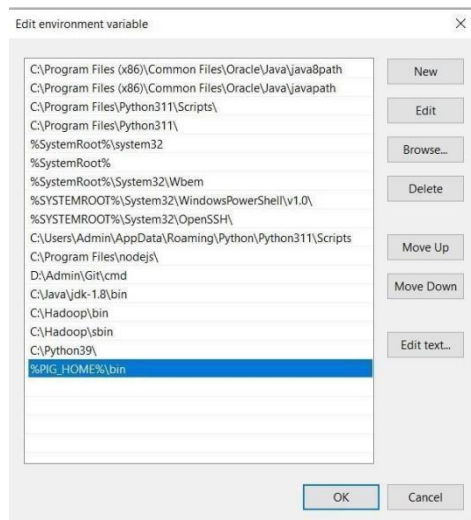 Edit environment variable
C:\Program Files (x86)\Common Files\Oracle\Java\java8path
C:\Program Files (x86)\Common Files\Oracle\Java\javapath
C:\Program Files\Python311\Scripts\
C:\Program Files\Python311\
%SystemRoot%\system32
%SystemRoot%
%SystemRoot%\System32\Wbem
%SYSTEMROOT%\System32\WindowsPowerShell\v1.0\
%SYSTEMROOT%\System32\OpenSSH\
C:\Users\Admin\AppData\Roaming\Python\Python311\Scripts
C:\Program Files\nodejs\
D:\Admin\Git\cmd
C:\Java\jdk-1.8\bin
C:\Hadoop\bin
C:\Hadoop\sbin
C:\Python39\
%PIG_HOME%\bin
New
Edit
Browse...
Delete
Move Up
Move Down
Edit text...
OK
Cancel